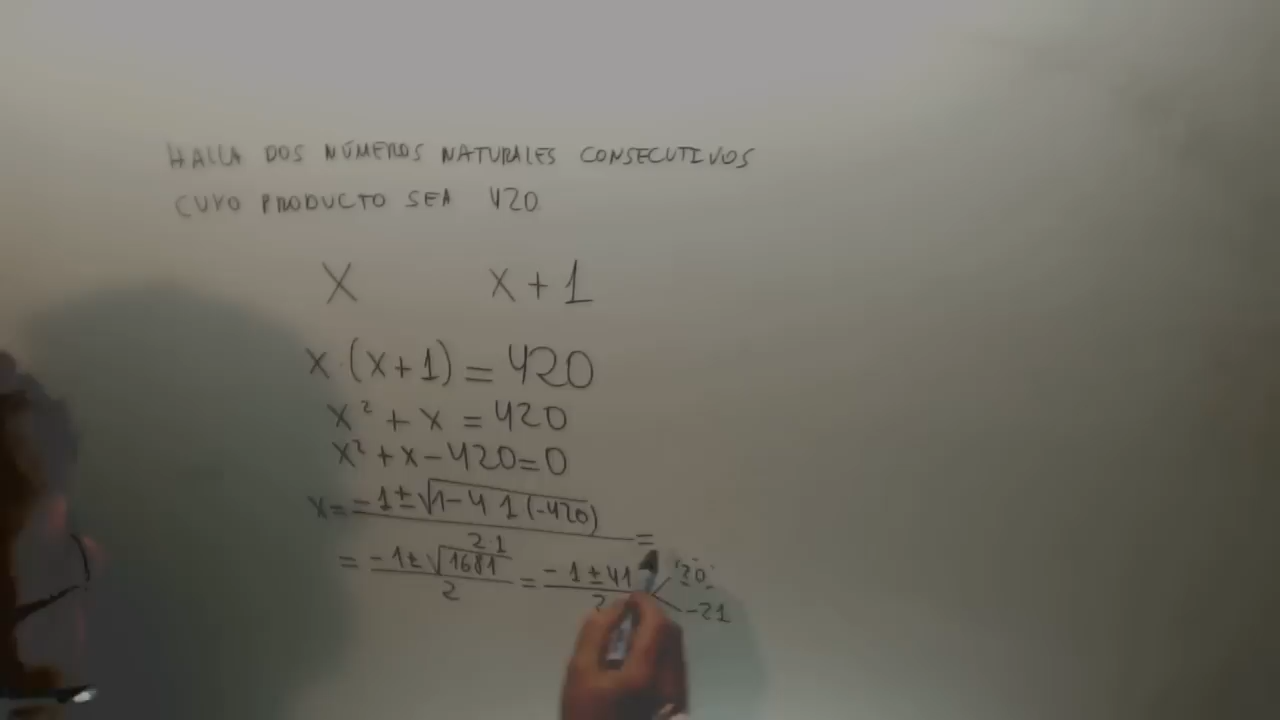 HALLA DOS NÚMEROS NATURALES CONSECUTIVOS
CUYO PRODUCTO SEA 420
X X + 1
X · (X+1) = 420
X² + X = 420
X² + X - 420 = 0
X = (-1 ± √(1 - 4 1 (-420))) / (2·1) =
= (-1 ± √1681) / 2 = (-1 ± 41) / 2
20
-21